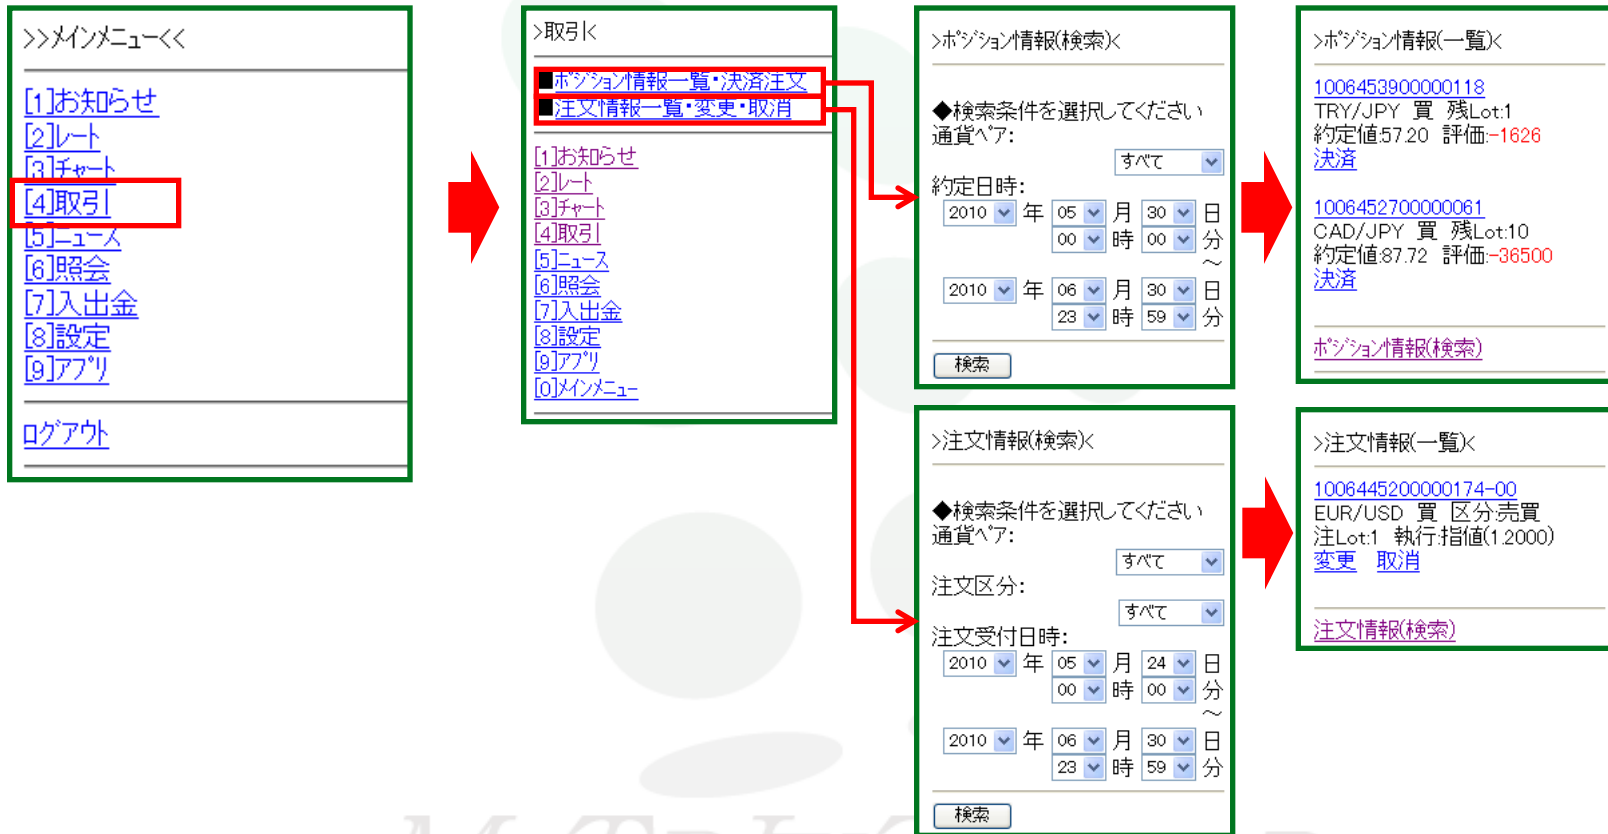 >>ﾒｲﾝﾒﾆｭｰ<<
[1]お知らせ
[2]ﾚｰﾄ
[3]ﾁｬｰﾄ
[4]取引
[5]ﾆｭｰｽ
[6]照会
[7]入出金
[8]設定
[9]ｱﾌﾟﾘ
ﾛｸﾞｱｳﾄ
>取引<
■ﾎﾟｼﾞｼｮﾝ情報一覧･決済注文
■注文情報一覧･変更･取消
[1]お知らせ
[2]ﾚｰﾄ
[3]ﾁｬｰﾄ
[4]取引
[5]ﾆｭｰｽ
[6]照会
[7]入出金
[8]設定
[9]ｱﾌﾟﾘ
[0]ﾒｲﾝﾒﾆｭｰ
>ﾎﾟｼﾞｼｮﾝ情報(検索)<
◆検索条件を選択してください
通貨ﾍﾟｱ:
すべて
約定日時:
2010 年 05 月 30 日
00 時 00 分
～
2010 年 06 月 30 日
23 時 59 分
検索
>ﾎﾟｼﾞｼｮﾝ情報(一覧)<
1006453900000118
TRY/JPY 買 残Lot:1
約定値:57.20 評価:-1626
決済
1006452700000061
CAD/JPY 買 残Lot:10
約定値:87.72 評価:-36500
決済
ﾎﾟｼﾞｼｮﾝ情報(検索)
>注文情報(検索)<
◆検索条件を選択してください
通貨ﾍﾟｱ:
すべて
注文区分:
すべて
注文受付日時:
2010 年 05 月 24 日
00 時 00 分
～
2010 年 06 月 30 日
23 時 59 分
検索
>注文情報(一覧)<
1006445200000174-00
EUR/USD 買 区分:売買
注Lot:1 執行:指値(1.2000)
変更 取消
注文情報(検索)